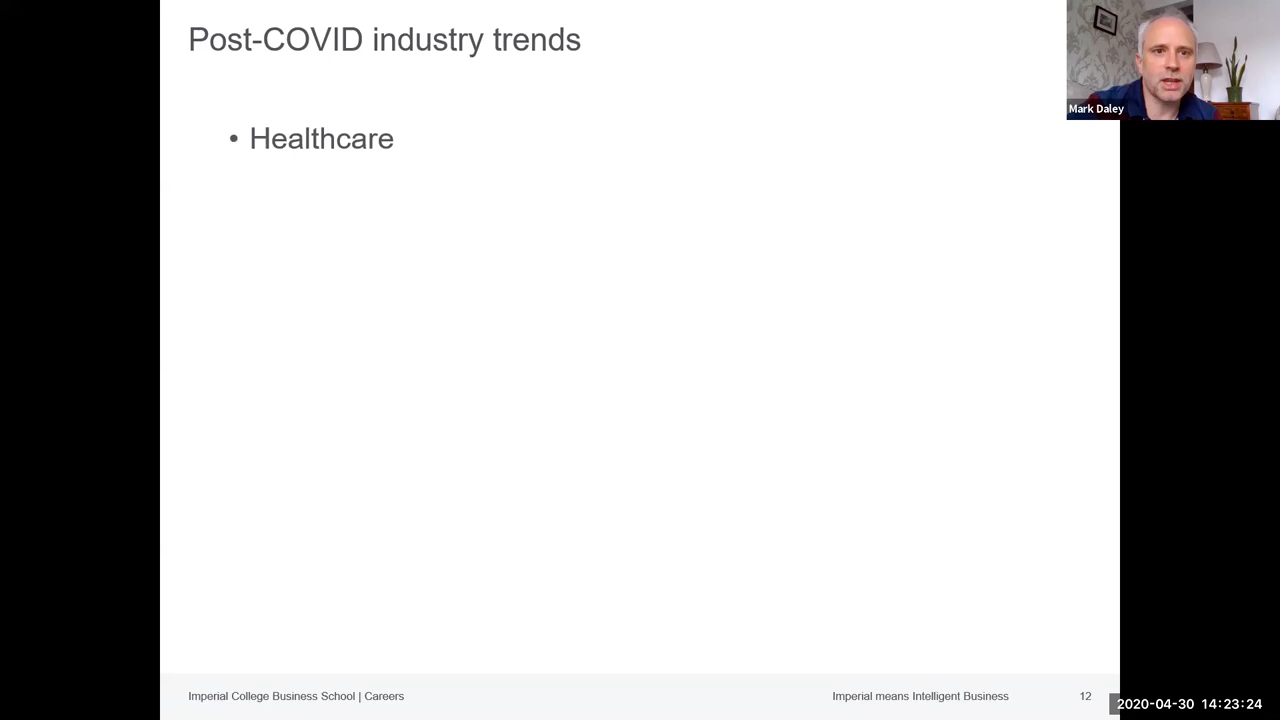 Post-COVID industry trends
Mark Daley
• Healthcare
Imperial College Business School | Careers
Imperial means Intelligent Business
12
2020-04-30 14:23:24